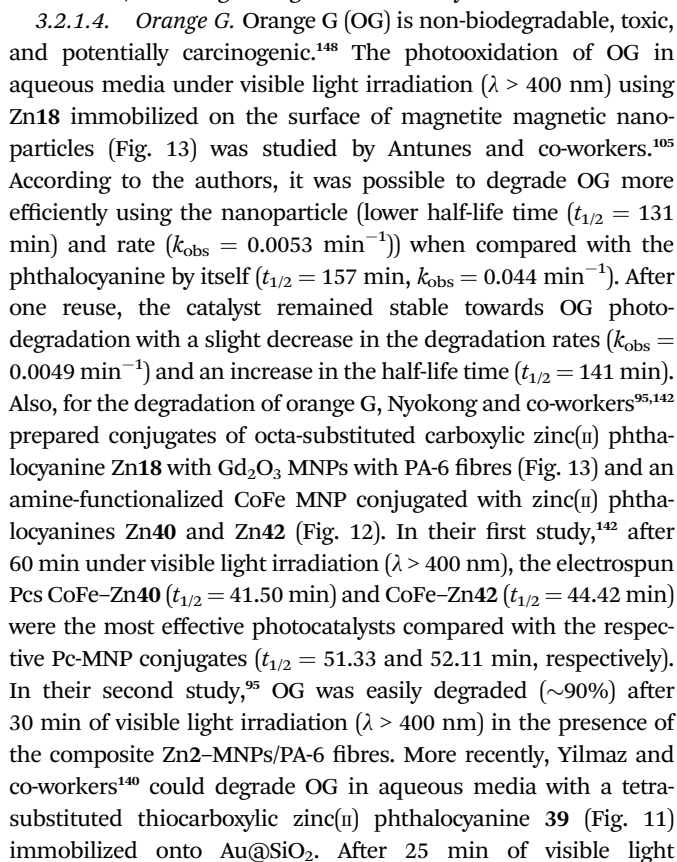 3.2.1.4. Orange G. Orange G (OG) is non-biodegradable, toxic,
and potentially carcinogenic.148 The photooxidation of OG in
aqueous media under visible light irradiation (λ > 400 nm) using
Zn18 immobilized on the surface of magnetite magnetic nano-
particles (Fig. 13) was studied by Antunes and co-workers.105
According to the authors, it was possible to degrade OG more
efficiently using the nanoparticle (lower half-life time (t1/2 = 131
min) and rate (kobs = 0.0053 min−1)) when compared with the
phthalocyanine by itself (t1/2 = 157 min, kobs = 0.044 min−1). After
one reuse, the catalyst remained stable towards OG photo-
degradation with a slight decrease in the degradation rates (kobs =
0.0049 min−1) and an increase in the half-life time (t1/2 = 141 min).
Also, for the degradation of orange G, Nyokong and co-workers95,142
prepared conjugates of octa-substituted carboxylic zinc(II) phtha-
locyanine Zn18 with Gd2O3 MNPs with PA-6 fibres (Fig. 13) and an
amine-functionalized CoFe MNP conjugated with zinc(II) phtha-
locyanines Zn40 and Zn42 (Fig. 12). In their first study,142 after
60 min under visible light irradiation (λ > 400 nm), the electrospun
Pcs CoFe–Zn40 (t1/2 = 41.50 min) and CoFe–Zn42 (t1/2 = 44.42 min)
were the most effective photocatalysts compared with the respec-
tive Pc-MNP conjugates (t1/2 = 51.33 and 52.11 min, respectively).
In their second study,95 OG was easily degraded (∼90%) after
30 min of visible light irradiation (λ > 400 nm) in the presence of
the composite Zn2–MNPs/PA-6 fibres. More recently, Yilmaz and
co-workers140 could degrade OG in aqueous media with a tetra-
substituted thiocarboxylic zinc(II) phthalocyanine 39 (Fig. 11)
immobilized onto Au@SiO2. After 25 min of visible light